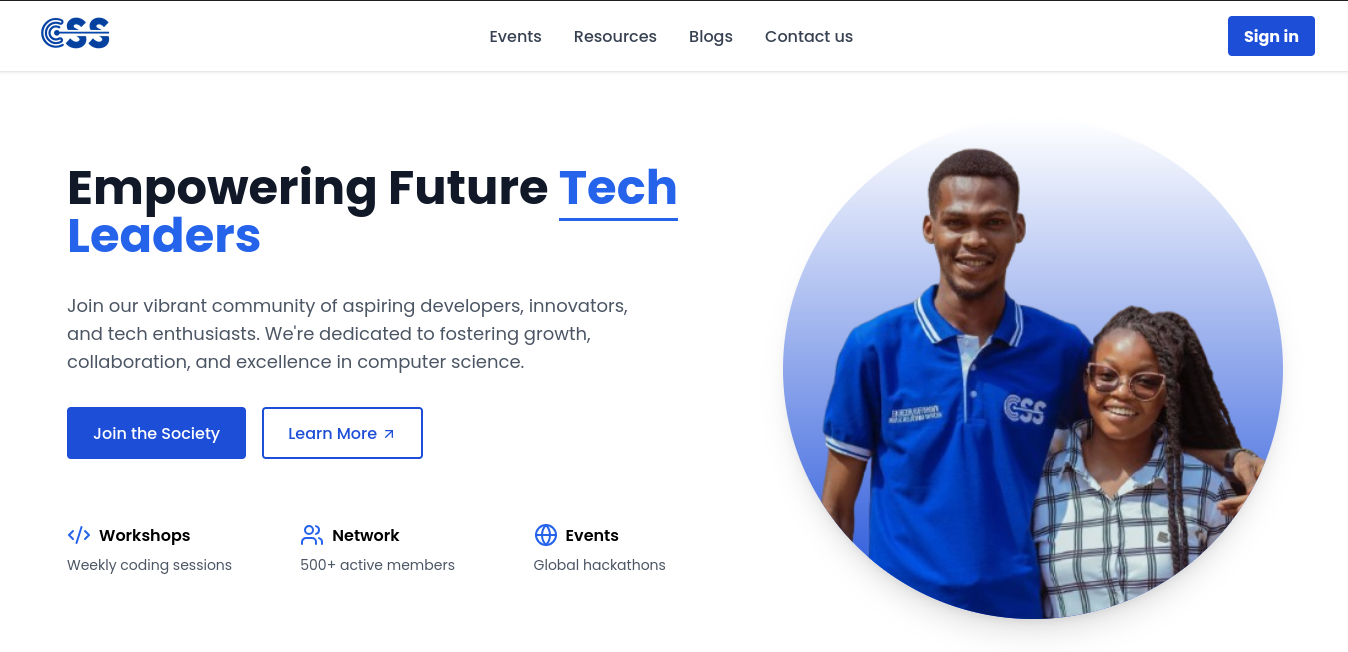 CSS
Events
Resources
Blogs
Contact us
Sign in
Empowering Future Tech
Leaders
Join our vibrant community of aspiring developers, innovators,
and tech enthusiasts. We're dedicated to fostering growth,
collaboration, and excellence in computer science.
Join the Society
Learn More
Workshops
Network
Events
Weekly coding sessions
500+ active members
Global hackathons
CSS